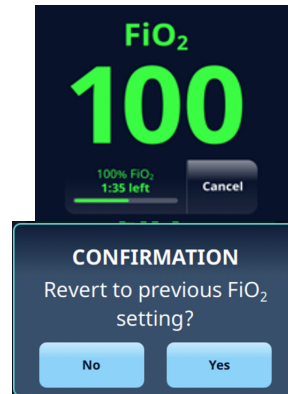 FiO₂
100
100% FiO₂
1:35 left
Cancel
CONFIRMATION
Revert to previous FiO₂
setting?
No
Yes